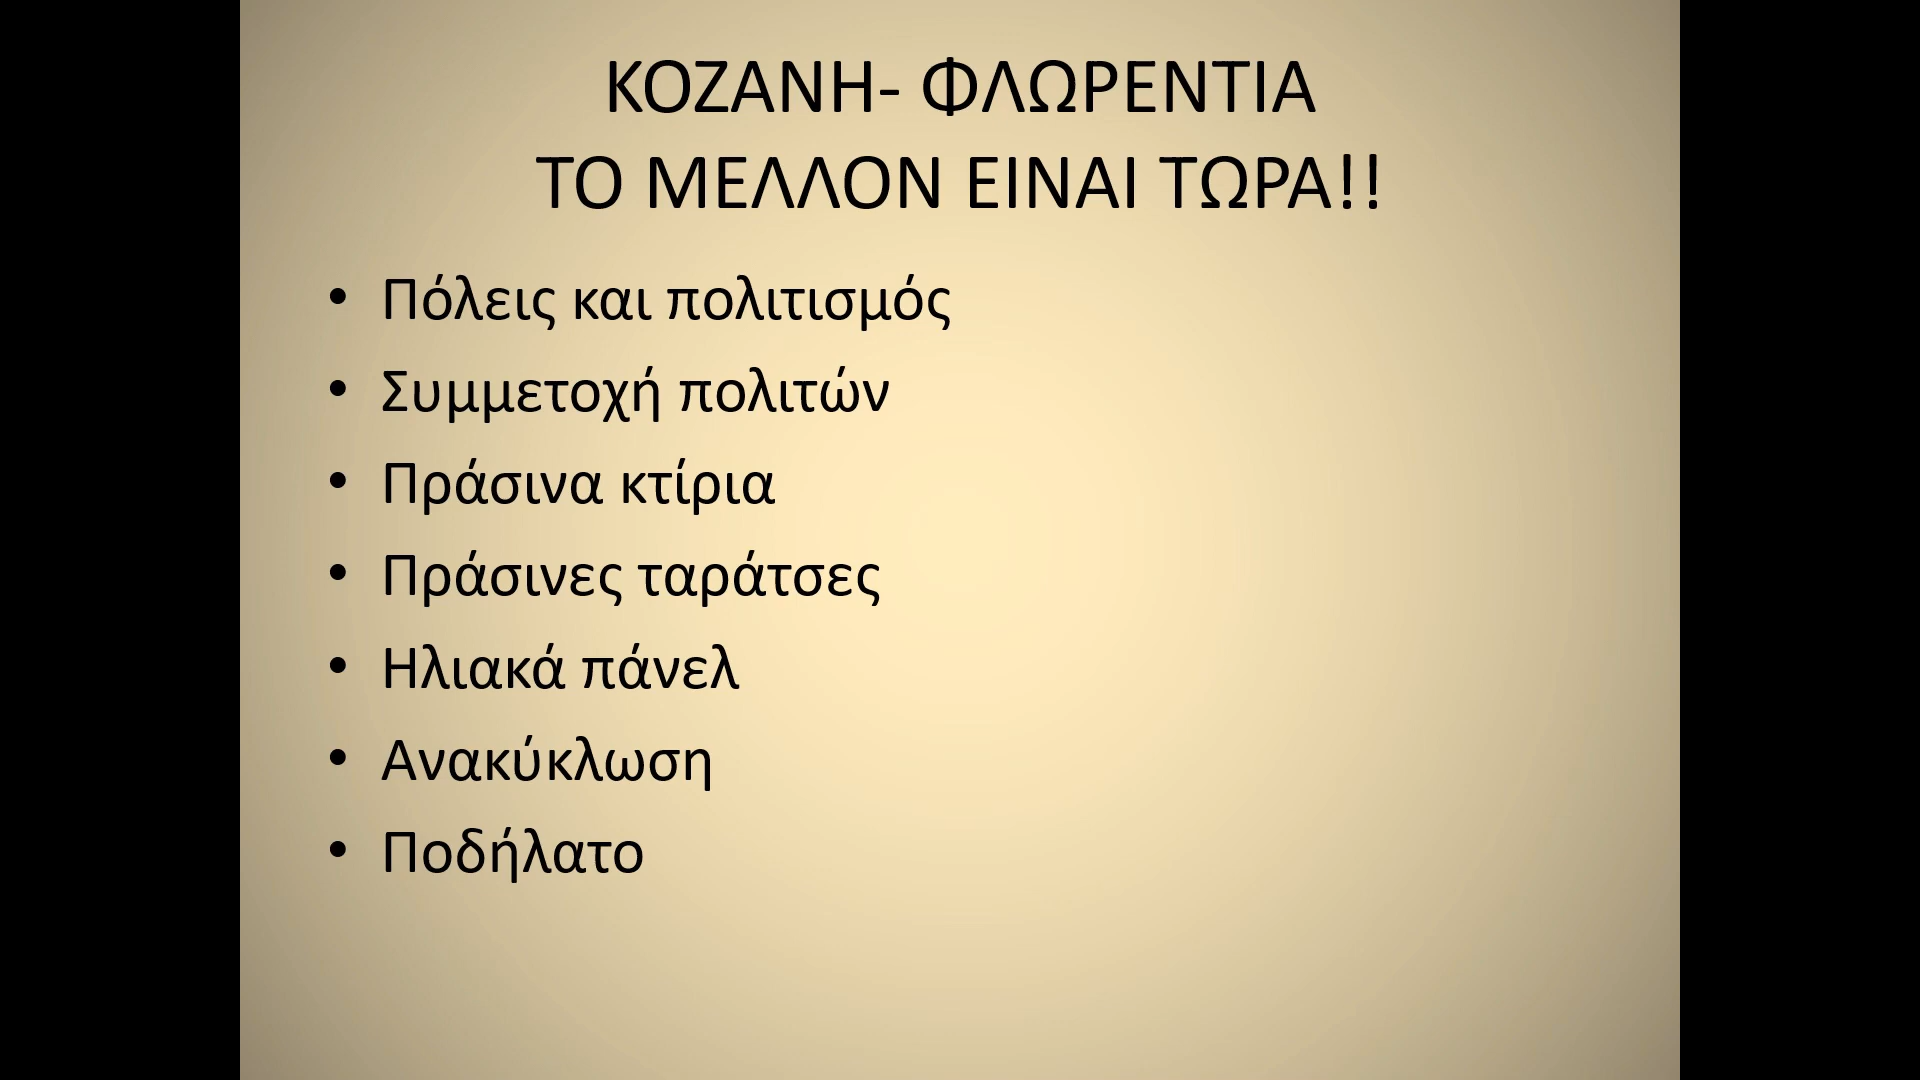 ΚΟΖΑΝΗ- ΦΛΩΡΕΝΤΙΑ
ΤΟ ΜΕΛΛΟΝ ΕΙΝΑΙ ΤΩΡΑ!!
• Πόλεις και πολιτισμός
• Συμμετοχή πολιτών
• Πράσινα κτίρια
• Πράσινες ταράτσες
• Ηλιακά πάνελ
• Ανακύκλωση
• Ποδήλατο